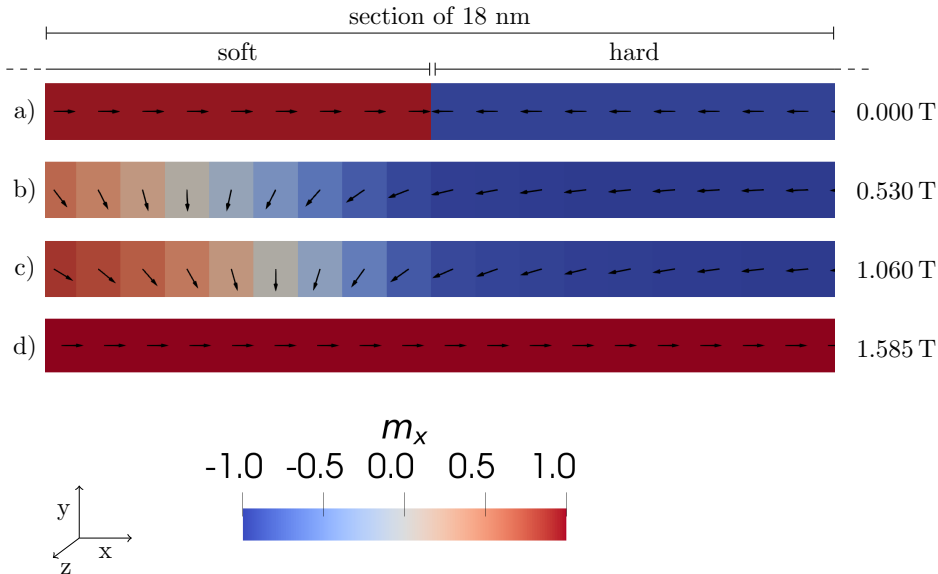 section of 18 nm
soft hard
a) 0.000 T
b) 0.530 T
c) 1.060 T
d) 1.585 T
m_x
-1.0 -0.5 0.0 0.5 1.0
y
x
z